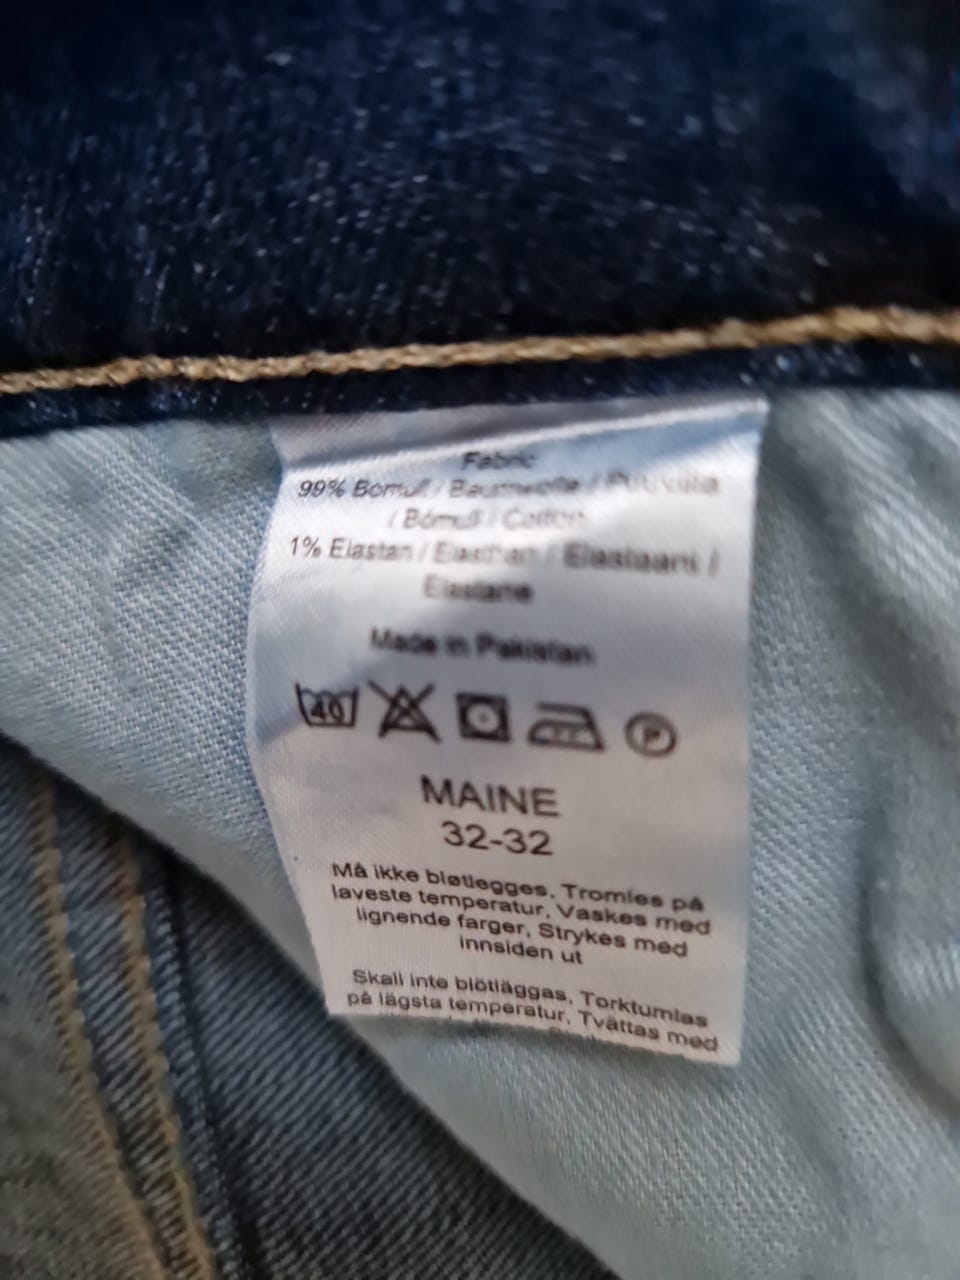 Fabric
99% Bomull / Baumwolle / Puuvilla
/ Bómull / Cotton
1% Elastan / Elasthan / Elastaani /
Elastane
Made in Pakistan
40 P
MAINE
32-32
Må ikke bløtlegges, Tromles på
laveste temperatur, Vaskes med
lignende farger, Strykes med
innsiden ut
Skall inte blötläggas, Torktumlas
på lägsta temperatur, Tvättas med